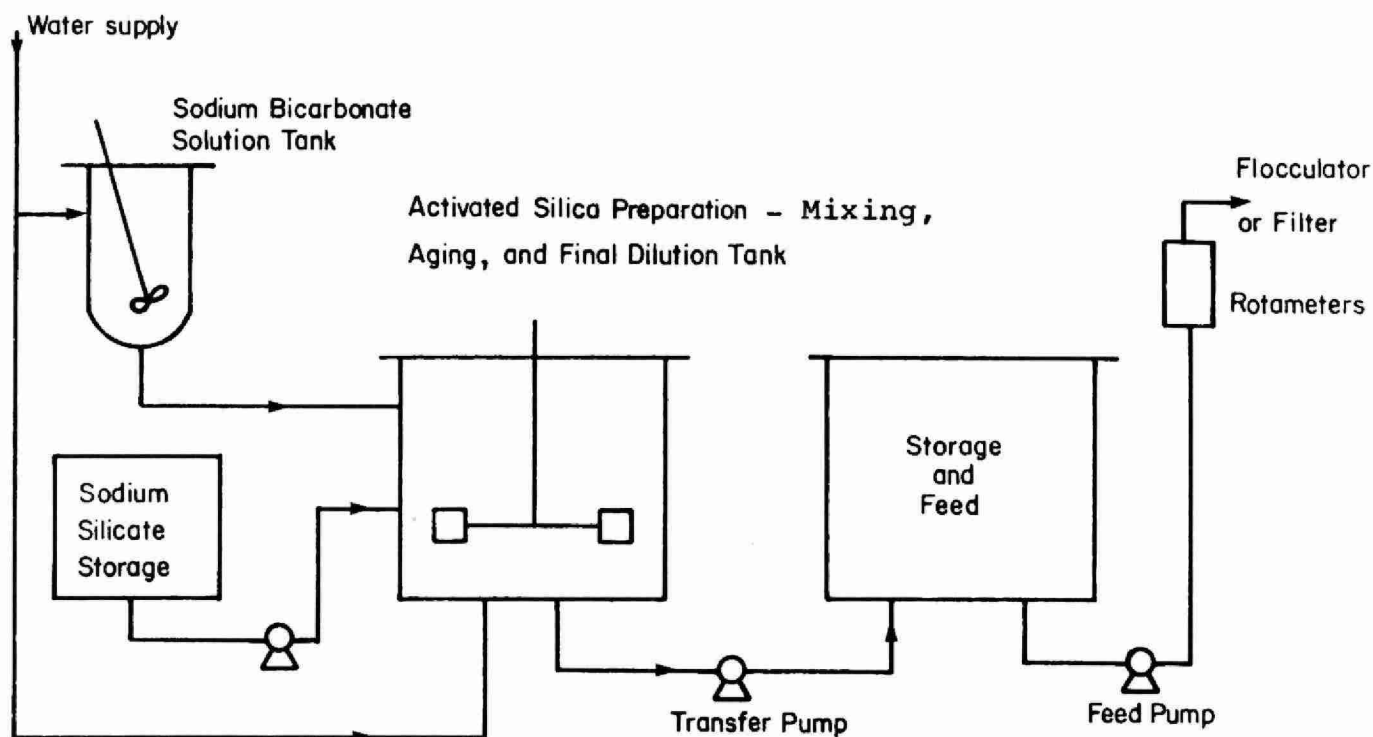 Water supply
Sodium Bicarbonate
Solution Tank
Activated Silica Preparation - Mixing,
Aging, and Final Dilution Tank
Flocculator
or Filter
Rotameters
Sodium
Silicate
Storage
Storage
and
Feed
Transfer Pump
Feed Pump